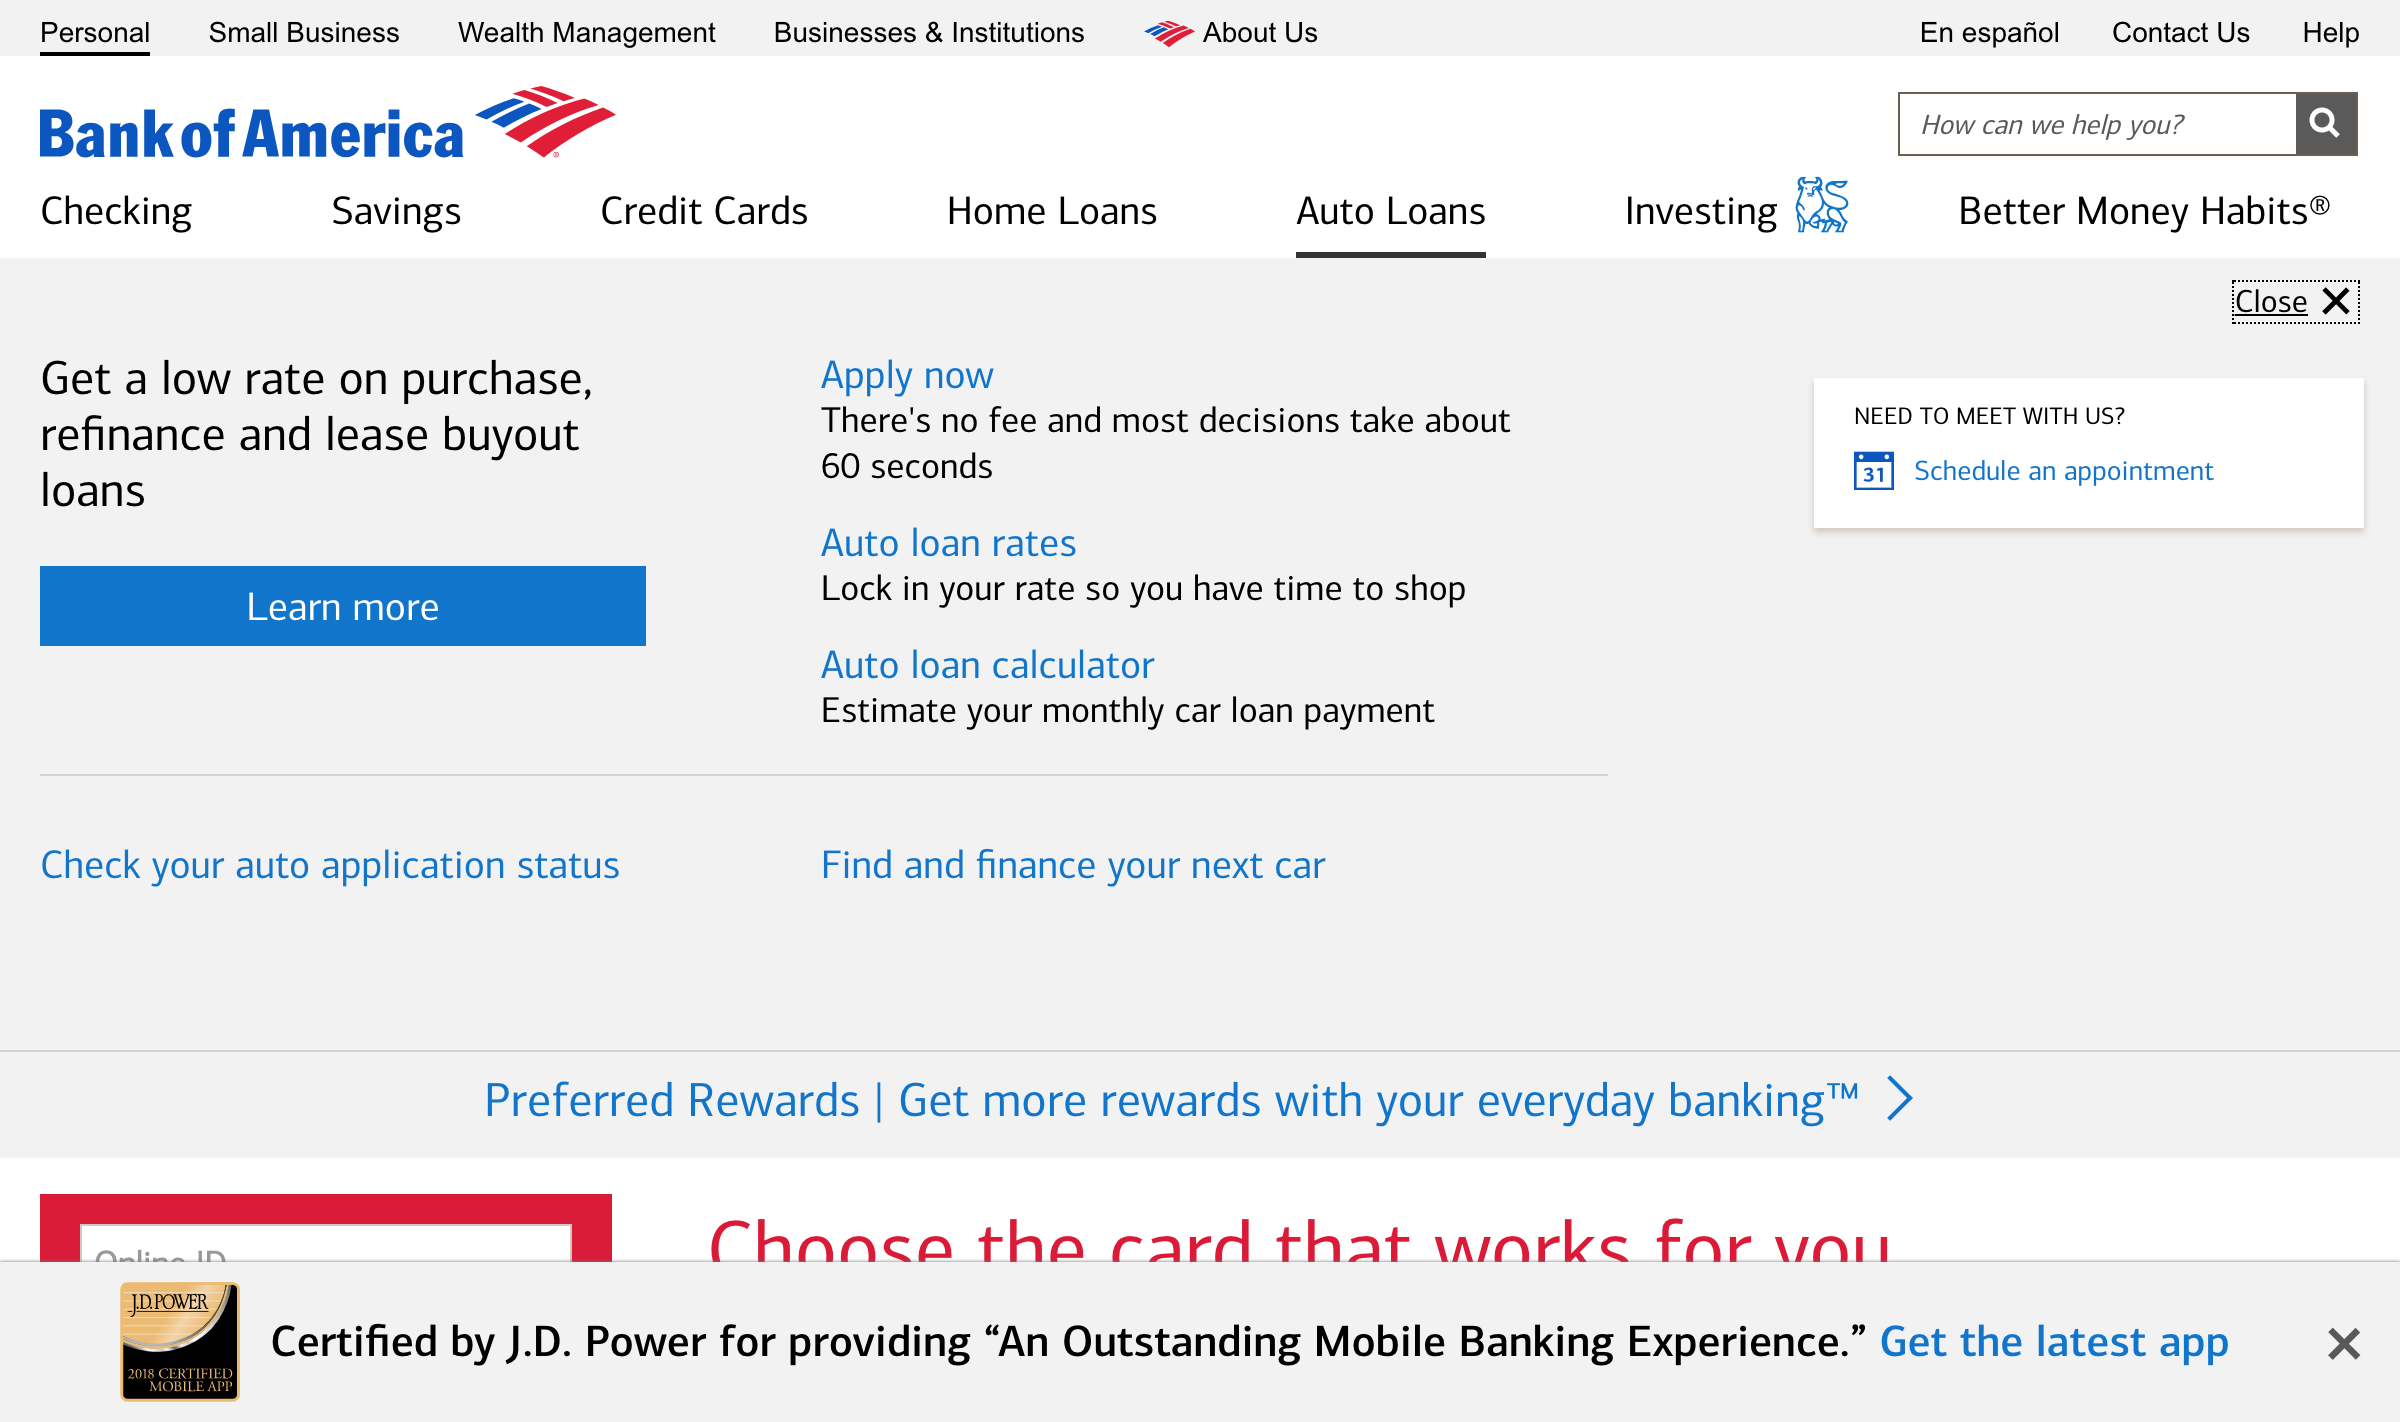 Personal Small Business Wealth Management Businesses & Institutions About Us En español Contact Us Help
Bank of America
How can we help you?
Checking Savings Credit Cards Home Loans Auto Loans Investing Better Money Habits®
Close
Get a low rate on purchase,
refinance and lease buyout
loans
Learn more
Apply now
There's no fee and most decisions take about
60 seconds
Auto loan rates
Lock in your rate so you have time to shop
Auto loan calculator
Estimate your monthly car loan payment
NEED TO MEET WITH US?
31 Schedule an appointment
Check your auto application status Find and finance your next car
Preferred Rewards | Get more rewards with your everyday banking™
Online ID
Choose the card that works for you
J.D. POWER
2018 CERTIFIED
MOBILE APP
Certified by J.D. Power for providing “An Outstanding Mobile Banking Experience.” Get the latest app